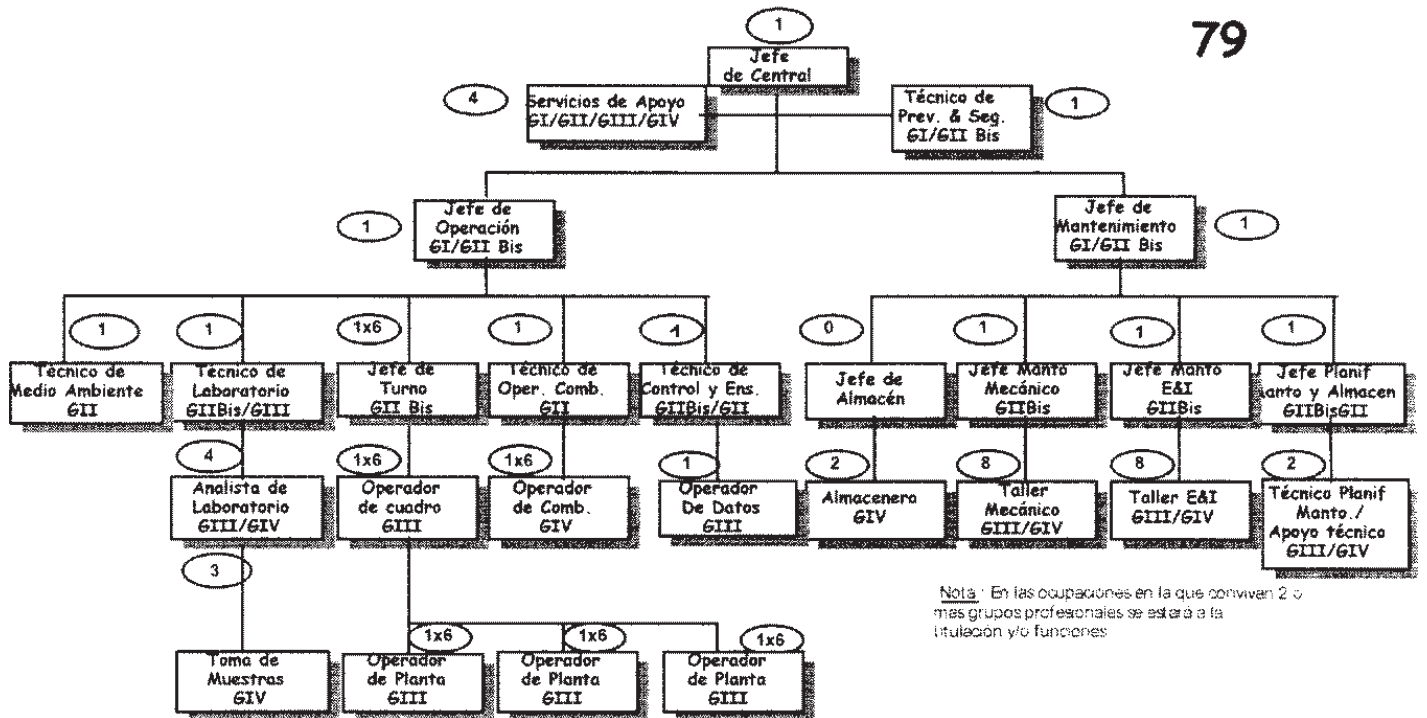 79
1
Jefe
de Central
4
Servicios de Apoyo
GI/GII/GIII/GIV
Técnico de
Prev. & Seg.
GI/GII Bis
1
1
Jefe de
Operación
GI/GII Bis
Jefe de
Mantenimiento
GI/GII Bis
1
1
Técnico de
Medio Ambiente
GII
1
Técnico de
Laboratorio
GIIBis/GIII
1x6
Jefe de
Turno
GII Bis
1
Técnico de
Oper. Comb.
GII
1
Técnico de
Control y Ens.
GIIBis/GII
0
Jefe de
Almacén
1
Jefe Manto
Mecánico
GIIBis
1
Jefe Manto
E&I
GIIBis
1
Jefe Planif
anto y Almacen
GIIBisGII
4
Analista de
Laboratorio
GIII/GIV
1x6
Operador
de cuadro
GIII
1x6
Operador
de Comb.
GIV
1
Operador
De Datos
GIII
2
Almacenero
GIV
8
Taller
Mecánico
GIII/GIV
8
Taller E&I
GIII/GIV
2
Técnico Planif
Manto./
Apoyo técnico
GIII/GIV
3
Toma de
Muestras
GIV
1x6
Operador
de Planta
GIII
1x6
Operador
de Planta
GIII
1x6
Operador
de Planta
GIII
Nota : En las ocupaciones en la que convivan 2 o
mas grupos profesionales se estará a la
titulación y/o funciones